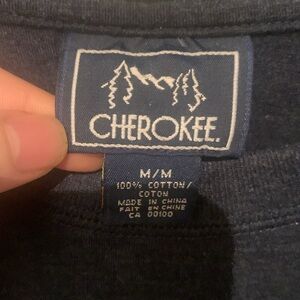 CHEROKEE.
M/M
100% COTTON/
COTON
MADE IN CHINA
FAIT EN CHINE
CA 00100